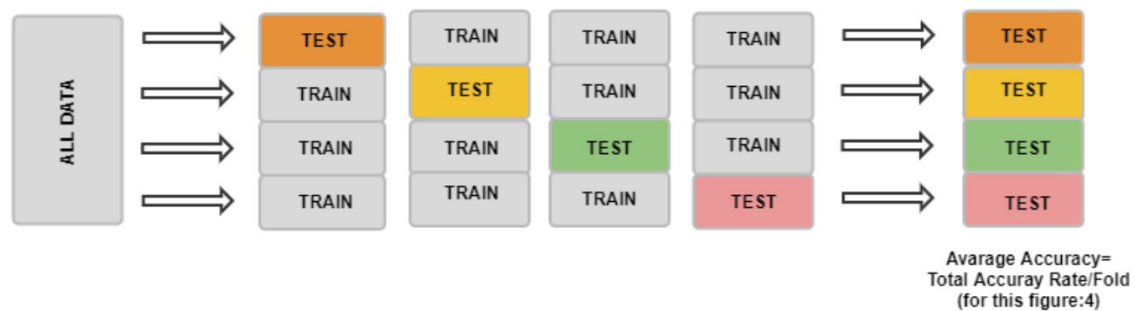 ALL DATA
TEST TRAIN TRAIN TRAIN TEST
TRAIN TEST TRAIN TRAIN TEST
TRAIN TRAIN TEST TRAIN TEST
TRAIN TRAIN TRAIN TEST TEST
Avarage Accuracy=
Total Accuray Rate/Fold
(for this figure:4)